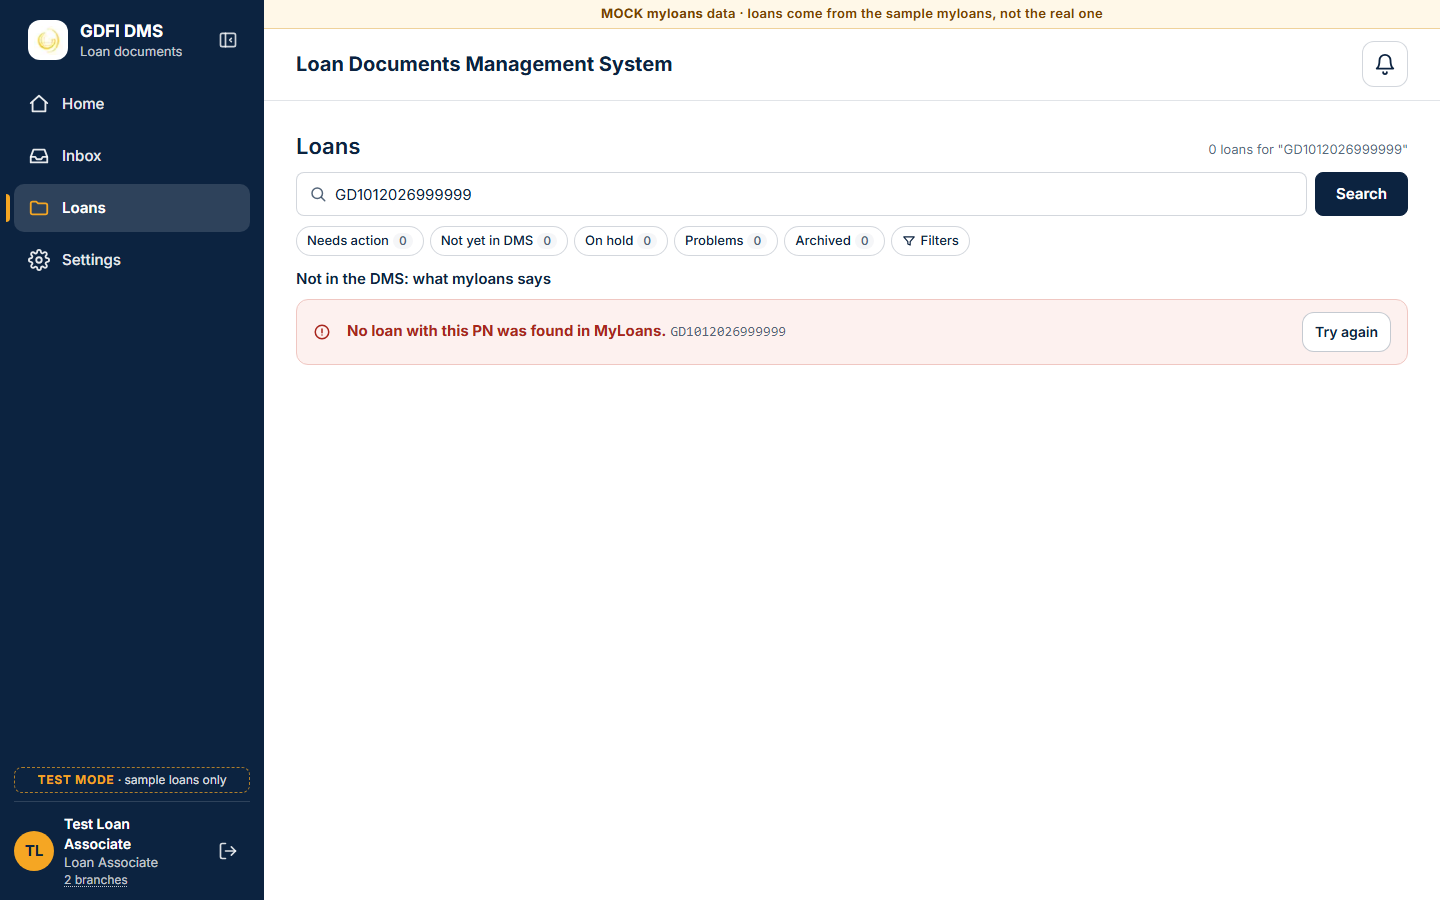 GDFI DMS
Loan documents
Home
Inbox
Loans
Settings
TEST MODE · sample loans only
TL
Test Loan Associate
Loan Associate
2 branches
MOCK myloans data · loans come from the sample myloans, not the real one
Loan Documents Management System
Loans
0 loans for "GD1012026999999"
GD1012026999999
Search
Needs action 0
Not yet in DMS 0
On hold 0
Problems 0
Archived 0
Filters
Not in the DMS: what myloans says
No loan with this PN was found in MyLoans. GD1012026999999
Try again